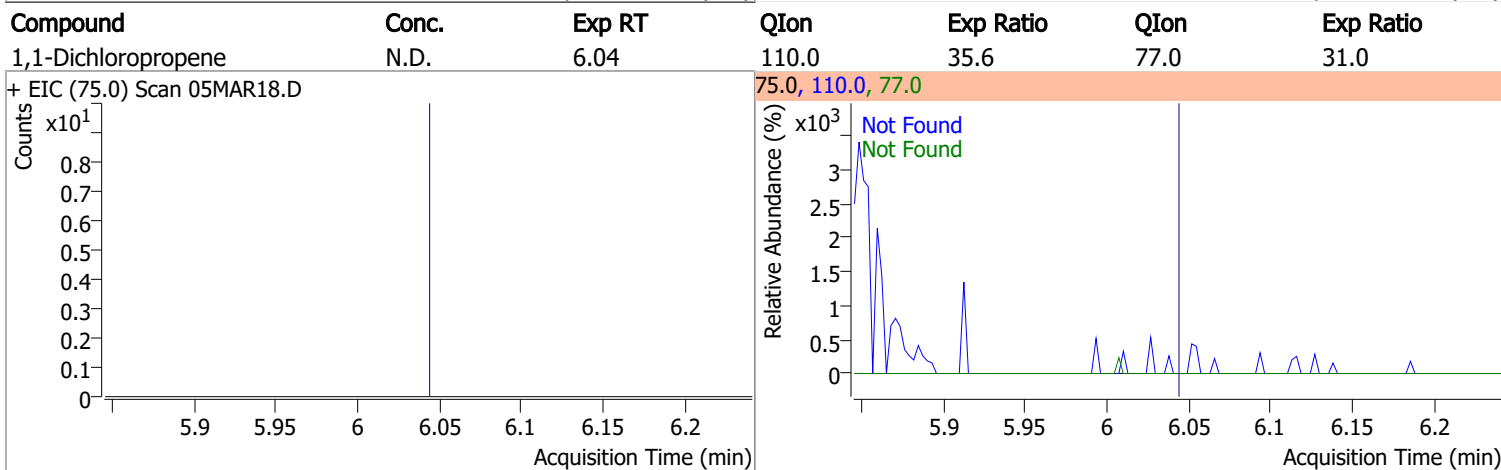 Compound Conc. Exp RT QIon Exp Ratio QIon Exp Ratio
1,1-Dichloropropene N.D. 6.04 110.0 35.6 77.0 31.0
+ EIC (75.0) Scan 05MAR18.D
Counts
x10¹
0.8
0.7
0.6
0.5
0.4
0.3
0.2
0.1
0
5.9 5.95 6 6.05 6.1 6.15 6.2
Acquisition Time (min)
75.0, 110.0, 77.0
Relative Abundance (%)
x10³
Not Found
Not Found
3
2.5
2
1.5
1
0.5
0
5.9 5.95 6 6.05 6.1 6.15 6.2
Acquisition Time (min)